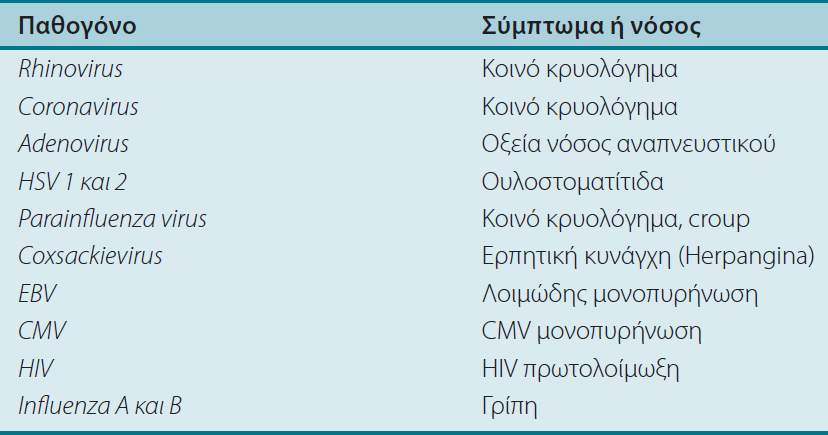 Παθογόνο Σύμπτωμα ή νόσος
Rhinovirus Κοινό κρυολόγημα
Coronavirus Κοινό κρυολόγημα
Adenovirus Οξεία νόσος αναπνευστικού
HSV 1 και 2 Ουλοστοματίτιδα
Parainfluenza virus Κοινό κρυολόγημα, croup
Coxsackievirus Ερπητική κυνάγχη (Herpangina)
EBV Λοιμώδης μονοπυρήνωση
CMV CMV μονοπυρήνωση
HIV HIV πρωτολοίμωξη
Influenza A και B Γρίπη